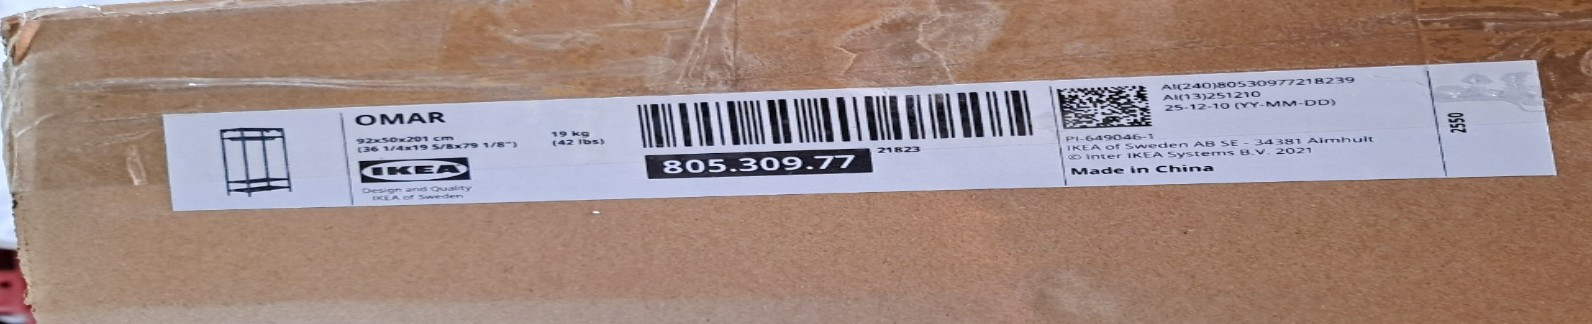 OMAR
92x50x201 cm
(36 1/4x19 5/8x79 1/8")
19 kg
(42 lbs)
IKEA
Design and Quality
IKEA of Sweden
805.309.77
21823
AI(240)80530977218239
AI(13)251210
25-12-10 (YY-MM-DD)
PI-649046-1
IKEA of Sweden AB SE - 34381 Älmhult
© Inter IKEA Systems B.V. 2021
Made in China
2550